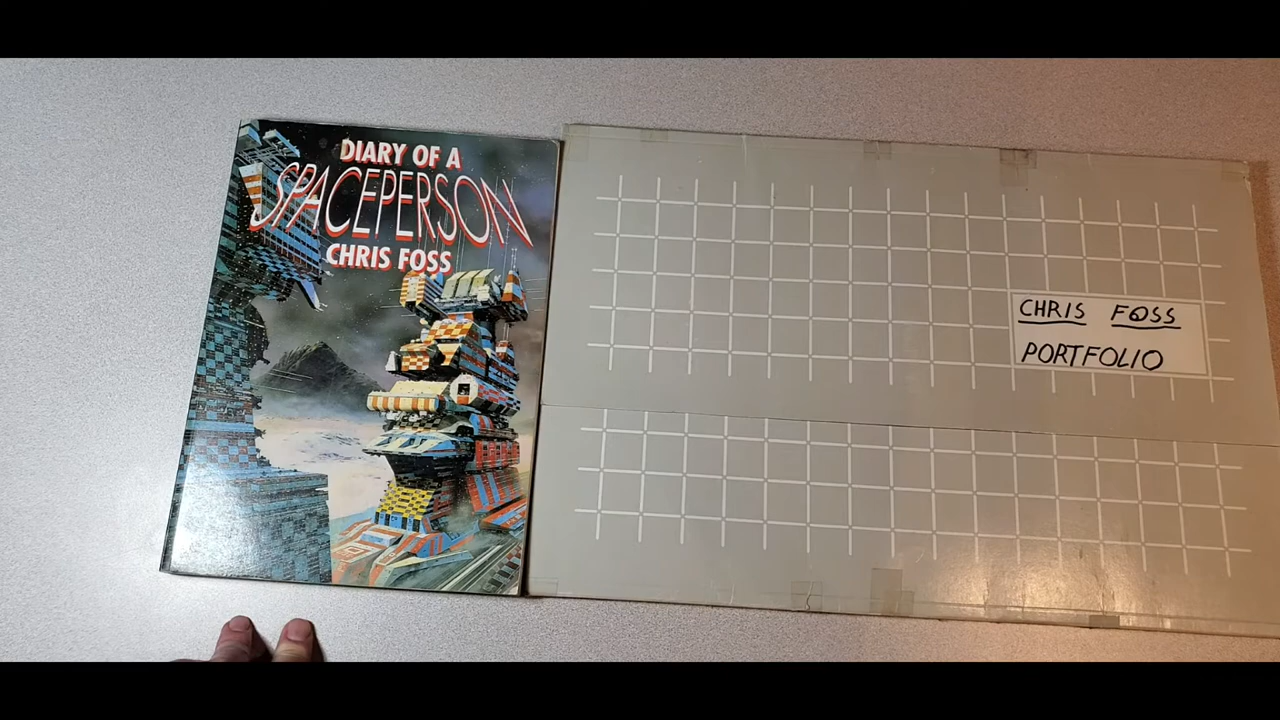 DIARY OF A
SPACEPERSON
CHRIS FOSS
CHRIS FOSS
PORTFOLIO